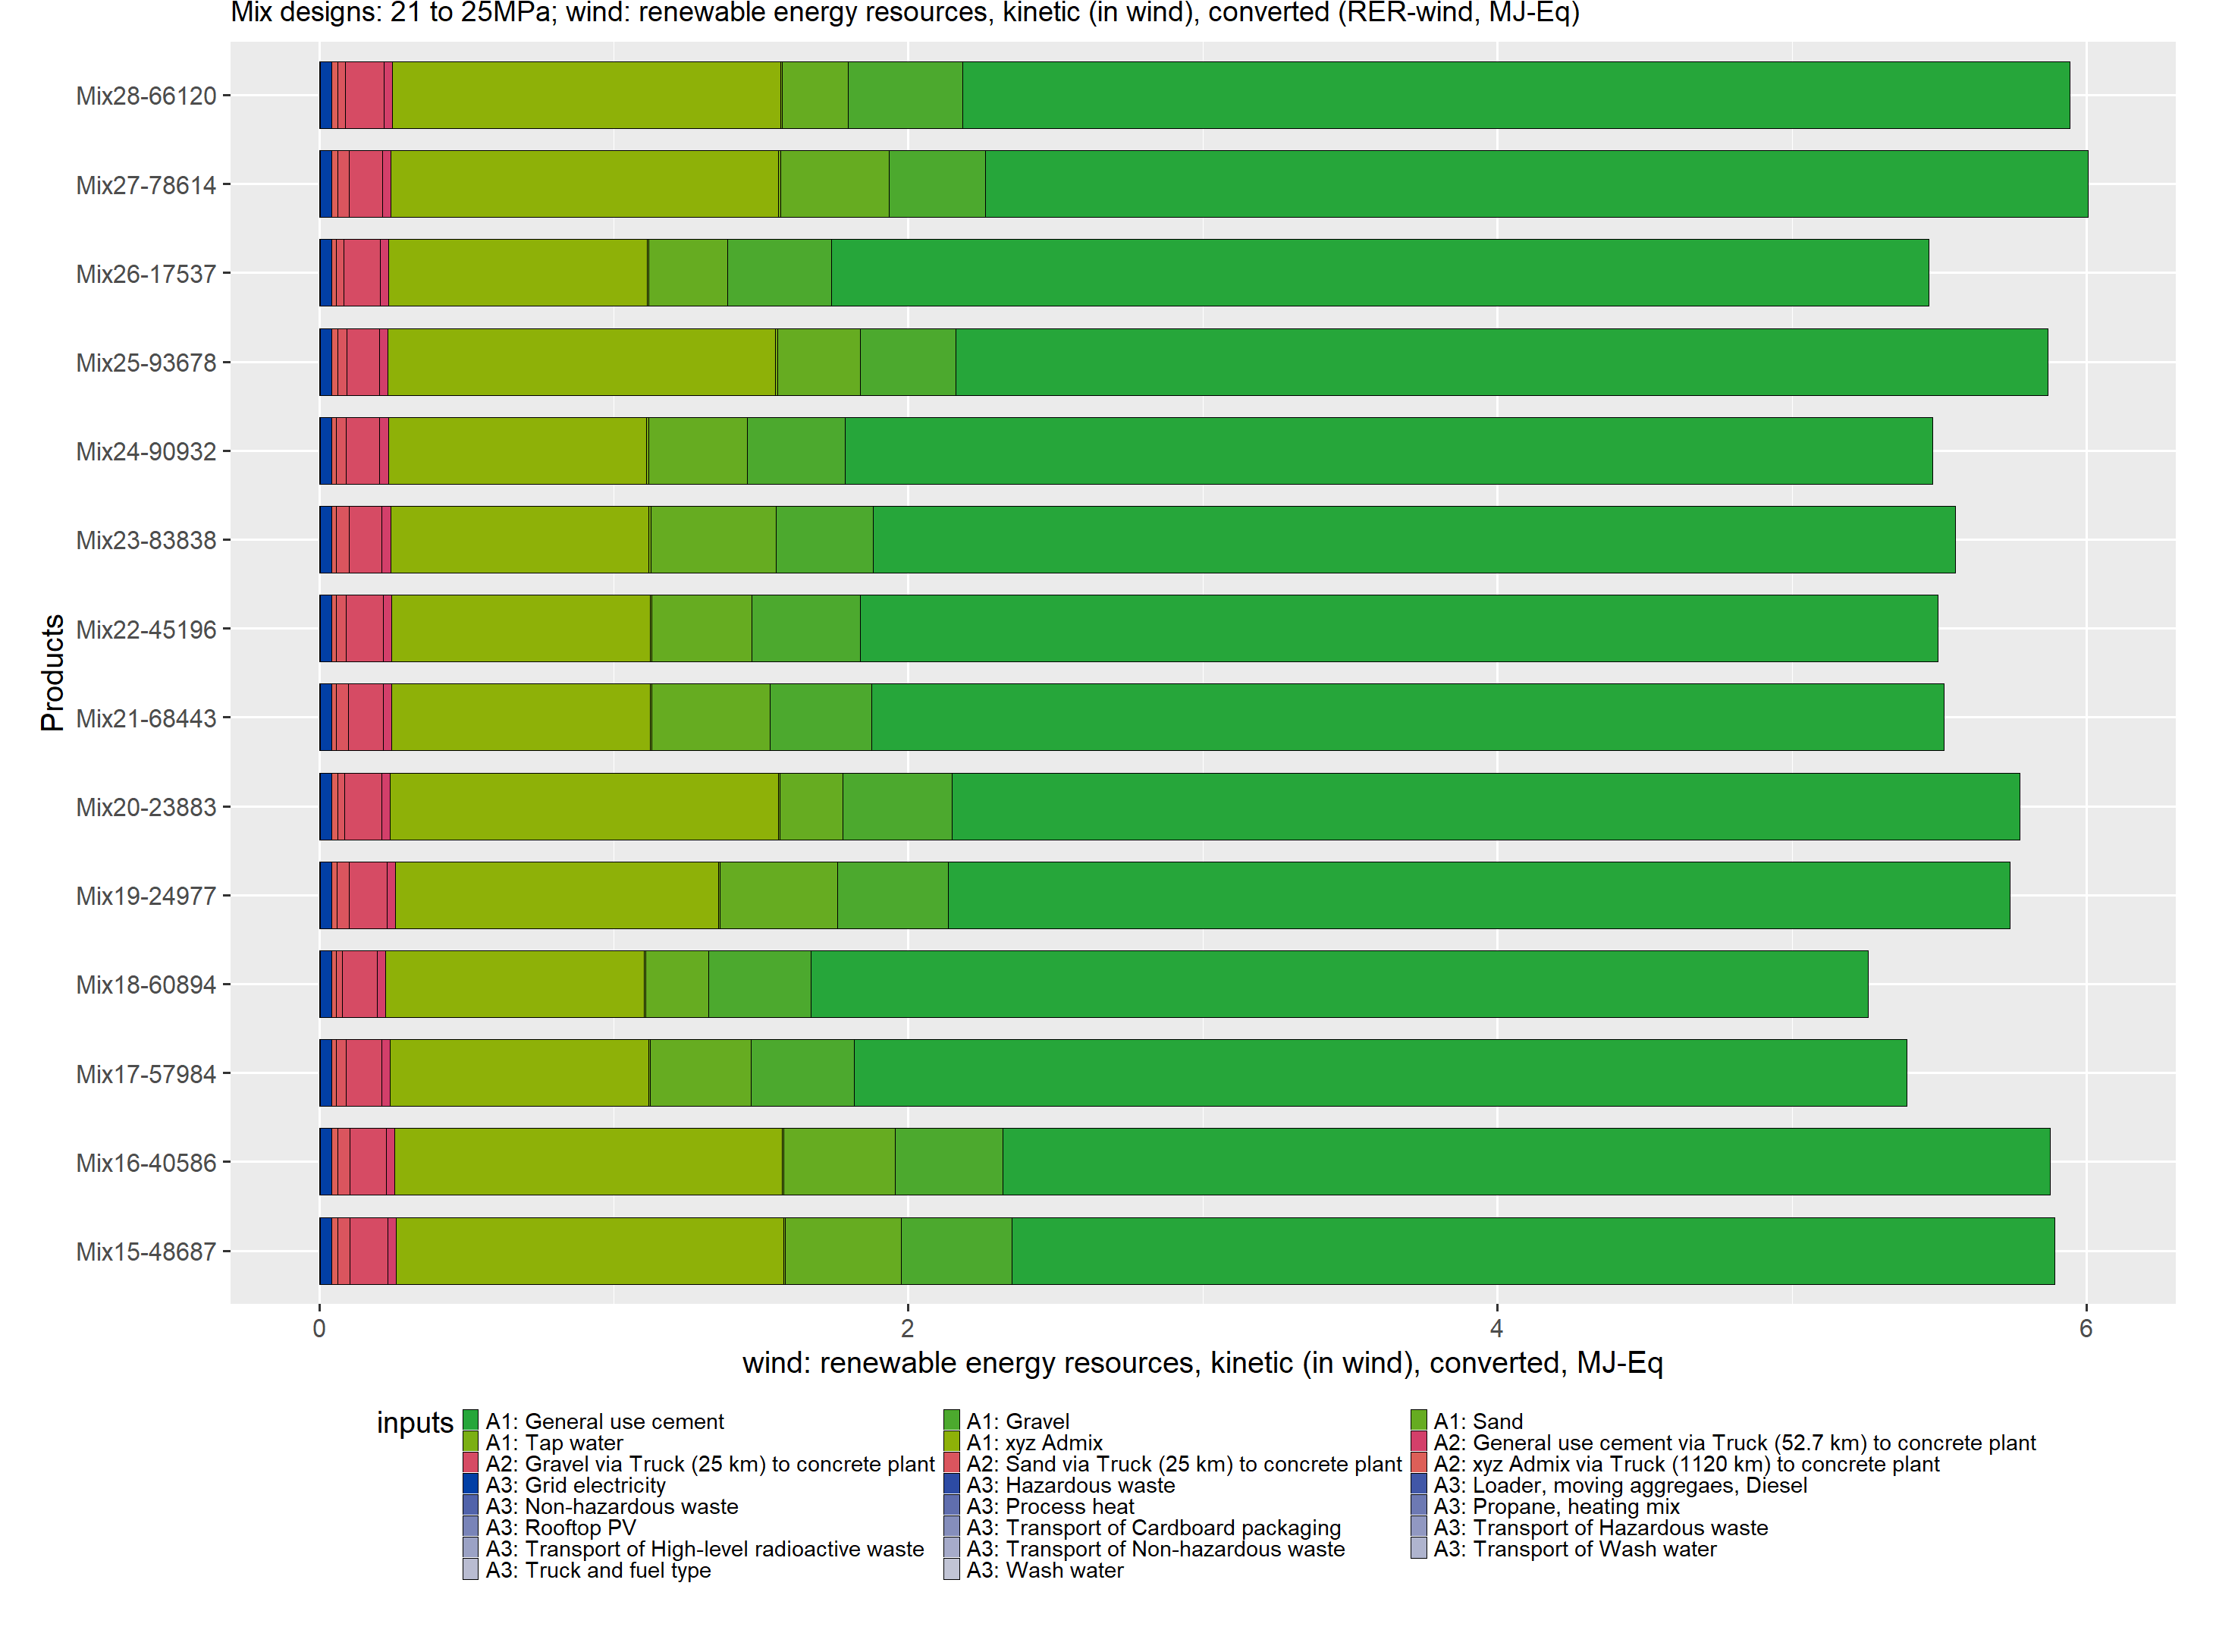 Mix designs: 21 to 25MPa; wind: renewable energy resources, kinetic (in wind), converted (RER-wind, MJ-Eq)
Products
Mix28-66120
Mix27-78614
Mix26-17537
Mix25-93678
Mix24-90932
Mix23-83838
Mix22-45196
Mix21-68443
Mix20-23883
Mix19-24977
Mix18-60894
Mix17-57984
Mix16-40586
Mix15-48687
0 2 4 6
wind: renewable energy resources, kinetic (in wind), converted, MJ-Eq
inputs
A1: General use cement A1: Gravel A1: Sand
A1: Tap water A1: xyz Admix A2: General use cement via Truck (52.7 km) to concrete plant
A2: Gravel via Truck (25 km) to concrete plant A2: Sand via Truck (25 km) to concrete plant A2: xyz Admix via Truck (1120 km) to concrete plant
A3: Grid electricity A3: Hazardous waste A3: Loader, moving aggregaes, Diesel
A3: Non-hazardous waste A3: Process heat A3: Propane, heating mix
A3: Rooftop PV A3: Transport of Cardboard packaging A3: Transport of Hazardous waste
A3: Transport of High-level radioactive waste A3: Transport of Non-hazardous waste A3: Transport of Wash water
A3: Truck and fuel type A3: Wash water